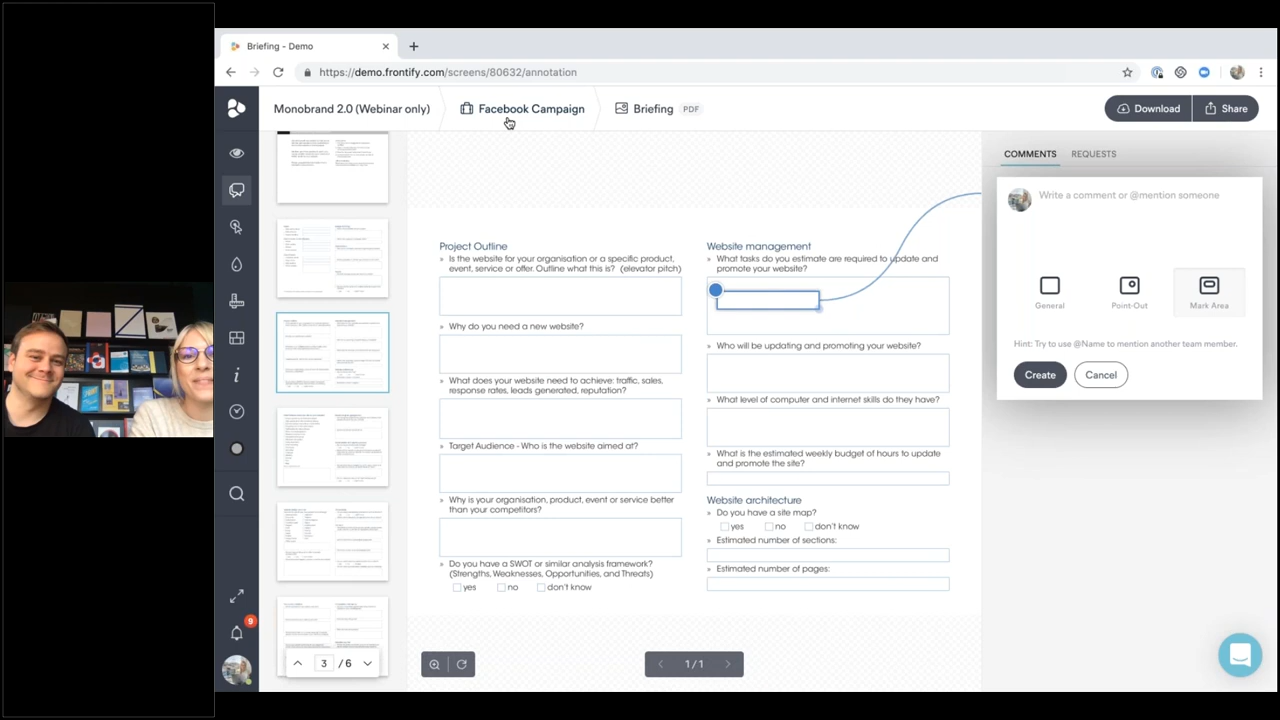 Briefing - Demo
https://demo.frontify.com/screens/80632/annotation
Monobrand 2.0 (Webinar only)
Facebook Campaign
Briefing PDF
Download
Share
COMMENTS
REQUESTS
Write a comment or @mention someone
General
Point-Out
Mark Area
Hint: Try to use @Name to mention another team member.
Create
Cancel
Project Outline
» Is the website for your organisation or a specific product,
event, service or offer. Outline what this is? (elevator pitch)
» Why do you need a new website?
» What does your website need to achieve: traffic, sales,
response rates, leads generated, reputation?
» Target Audience - Who is the website aimed at?
» Why is your organisation, product, event or service better
than your competitors?
» Do you have a SWOT or similar analysis framework?
(Strengths, Weaknesses, Opportunities, and Threats)
yes no don't know
Website management
» What tasks do you estimate are required to update and
promote your website?
» Who will be updating and promoting your website?
» What level of computer and internet skills do they have?
» What is the estimated weekly budget of hours to update
and promote the site?
Website architecture
» Do you have a site map?
yes no don't know
» Estimated number of sections:
» Estimated number of pages:
9
3 / 6
1 / 1